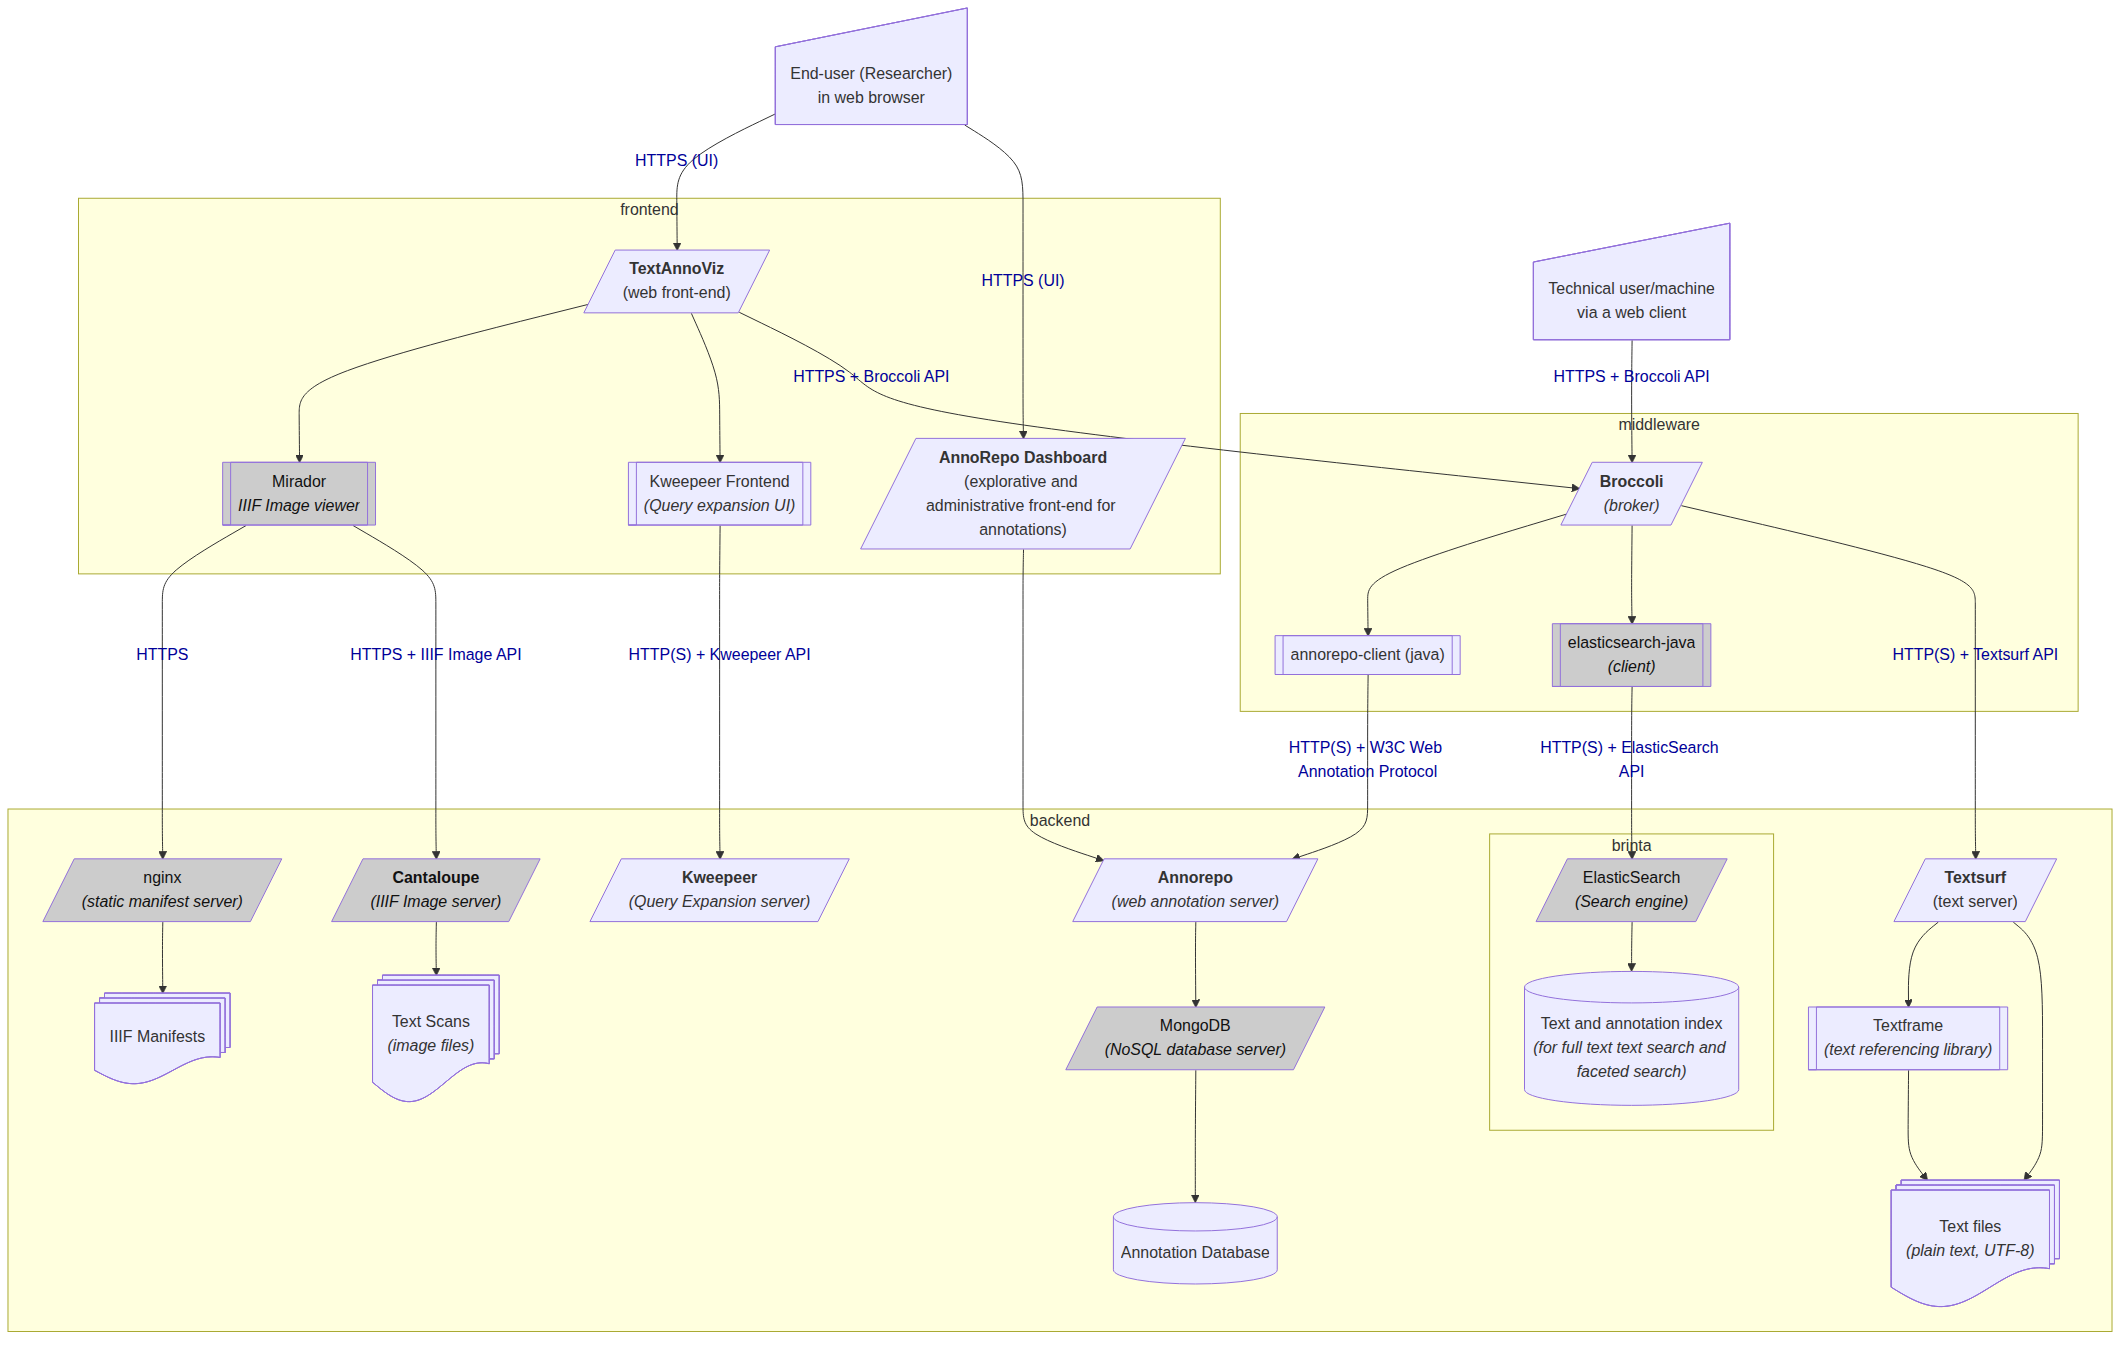 End-user (Researcher)
in web browser
HTTPS (UI)
frontend
TextAnnoViz
(web front-end)
HTTPS (UI)
Technical user/machine
via a web client
HTTPS + Broccoli API
HTTPS + Broccoli API
middleware
Mirador
IIIF Image viewer
Kweepeer Frontend
(Query expansion UI)
AnnoRepo Dashboard
(explorative and
administrative front-end for
annotations)
Broccoli
(broker)
HTTPS
HTTPS + IIIF Image API
HTTP(S) + Kweepeer API
annorepo-client (java)
elasticsearch-java
(client)
HTTP(S) + Textsurf API
HTTP(S) + W3C Web
Annotation Protocol
HTTP(S) + ElasticSearch
API
backend
brinta
nginx
(static manifest server)
Cantaloupe
(IIIF Image server)
Kweepeer
(Query Expansion server)
Annorepo
(web annotation server)
ElasticSearch
(Search engine)
Textsurf
(text server)
IIIF Manifests
Text Scans
(image files)
MongoDB
(NoSQL database server)
Text and annotation index
(for full text text search and
faceted search)
Textframe
(text referencing library)
Annotation Database
Text files
(plain text, UTF-8)